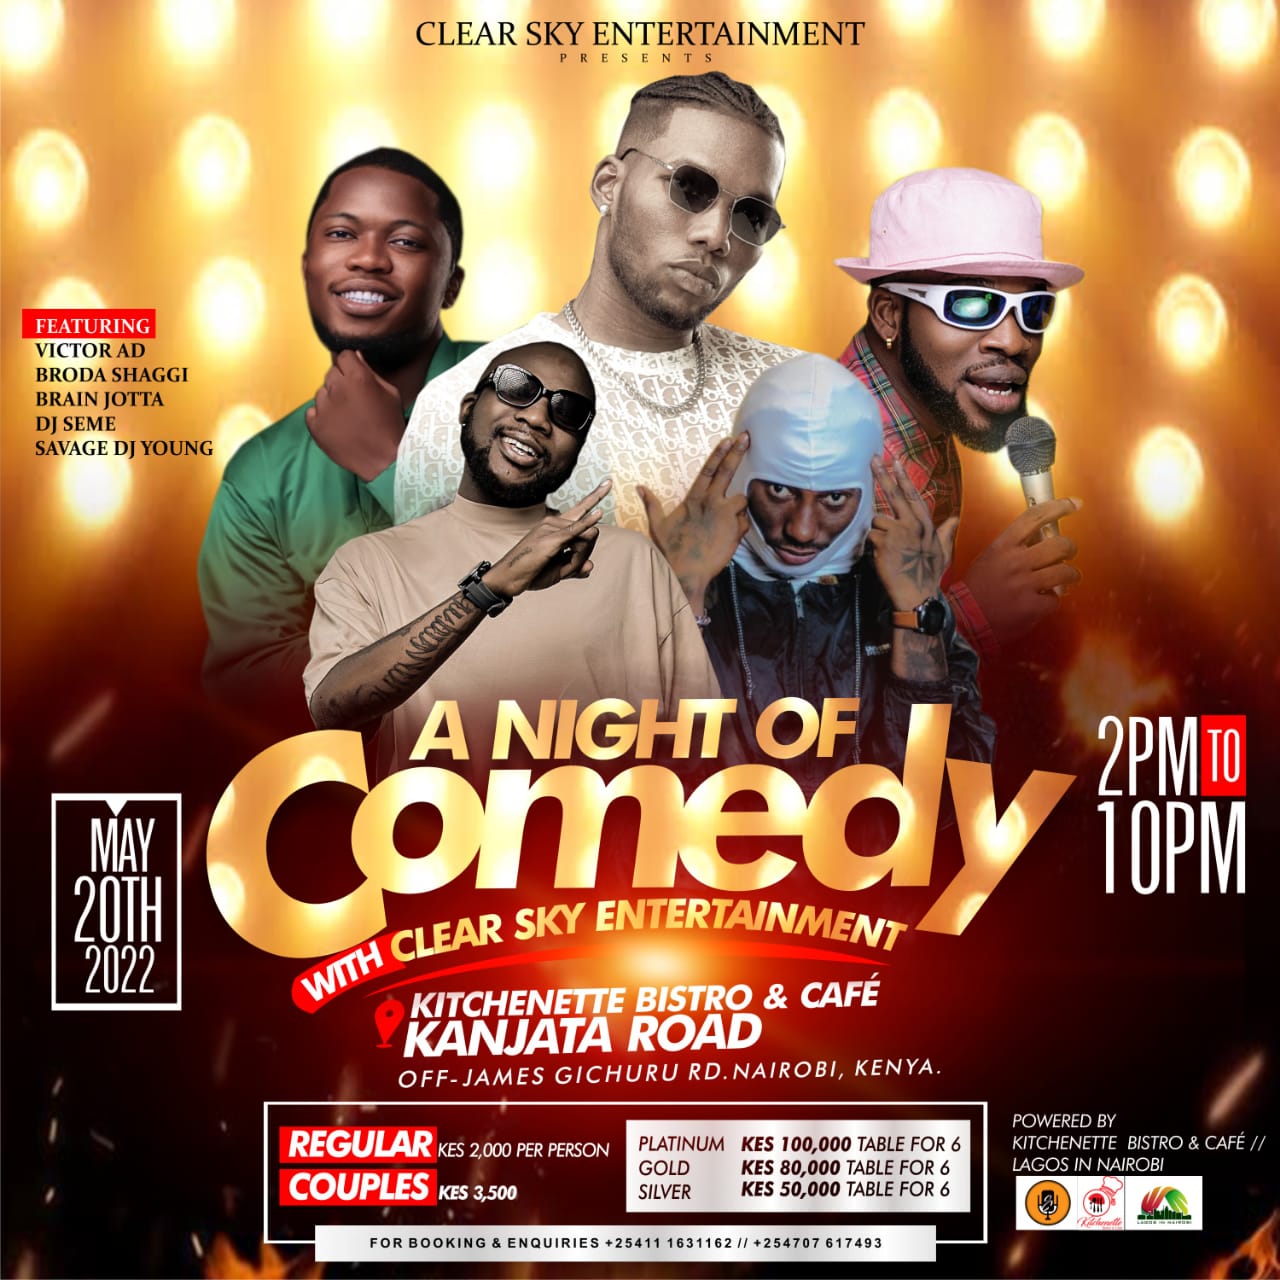 CLEAR SKY ENTERTAINMENT
PRESENTS
FEATURING
VICTOR AD
BRODA SHAGGI
BRAIN JOTTA
DJ SEME
SAVAGE DJ YOUNG
A NIGHT OF
Comedy
WITH CLEAR SKY ENTERTAINMENT
2PM TO
10PM
MAY
20TH
2022
KITCHENETTE BISTRO & CAFÉ
KANJATA ROAD
OFF-JAMES GICHURU RD.NAIROBI, KENYA.
REGULAR KES 2,000 PER PERSON
COUPLES KES 3,500
PLATINUM KES 100,000 TABLE FOR 6
GOLD KES 80,000 TABLE FOR 6
SILVER KES 50,000 TABLE FOR 6
POWERED BY
KITCHENETTE BISTRO & CAFÉ //
LAGOS IN NAIROBI
Kitchenette
LAGOS IN NAIROBI
FOR BOOKING & ENQUIRIES +25411 1631162 // +254707 617493